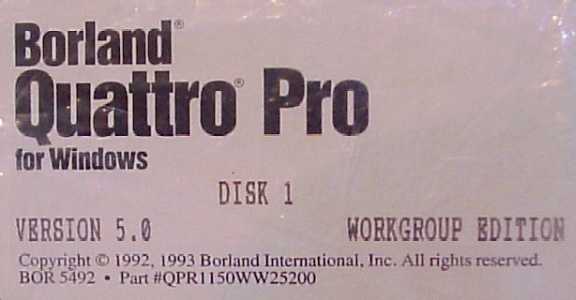 Borland®
Quattro® Pro
for Windows
DISK 1
VERSION 5.0 WORKGROUP EDITION
Copyright © 1992, 1993 Borland International, Inc. All rights reserved.
BOR 5492 • Part #QPR1150WW25200